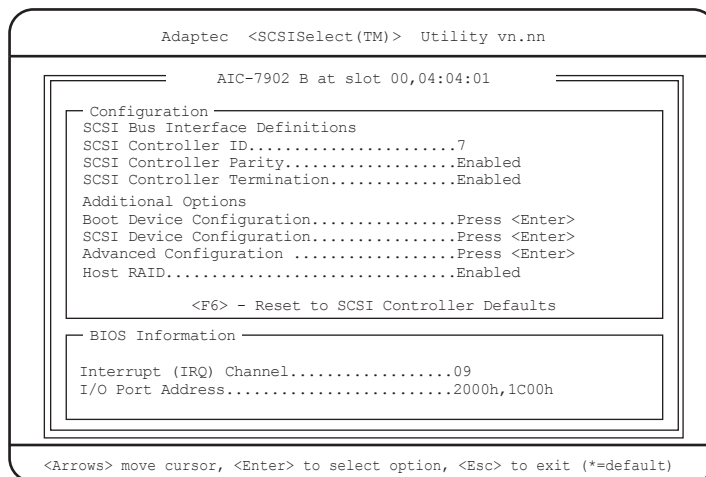 Adaptec <SCSISelect(TM)> Utility vn.nn
AIC-7902 B at slot 00,04:04:01
Configuration
SCSI Bus Interface Definitions
SCSI Controller ID.......................7
SCSI Controller Parity...................Enabled
SCSI Controller Termination..............Enabled
Additional Options
Boot Device Configuration................Press <Enter>
SCSI Device Configuration................Press <Enter>
Advanced Configuration ..................Press <Enter>
Host RAID................................Enabled
<F6> - Reset to SCSI Controller Defaults
BIOS Information
Interrupt (IRQ) Channel..................09
I/O Port Address.........................2000h,1C00h
<Arrows> move cursor, <Enter> to select option, <Esc> to exit (*=default)